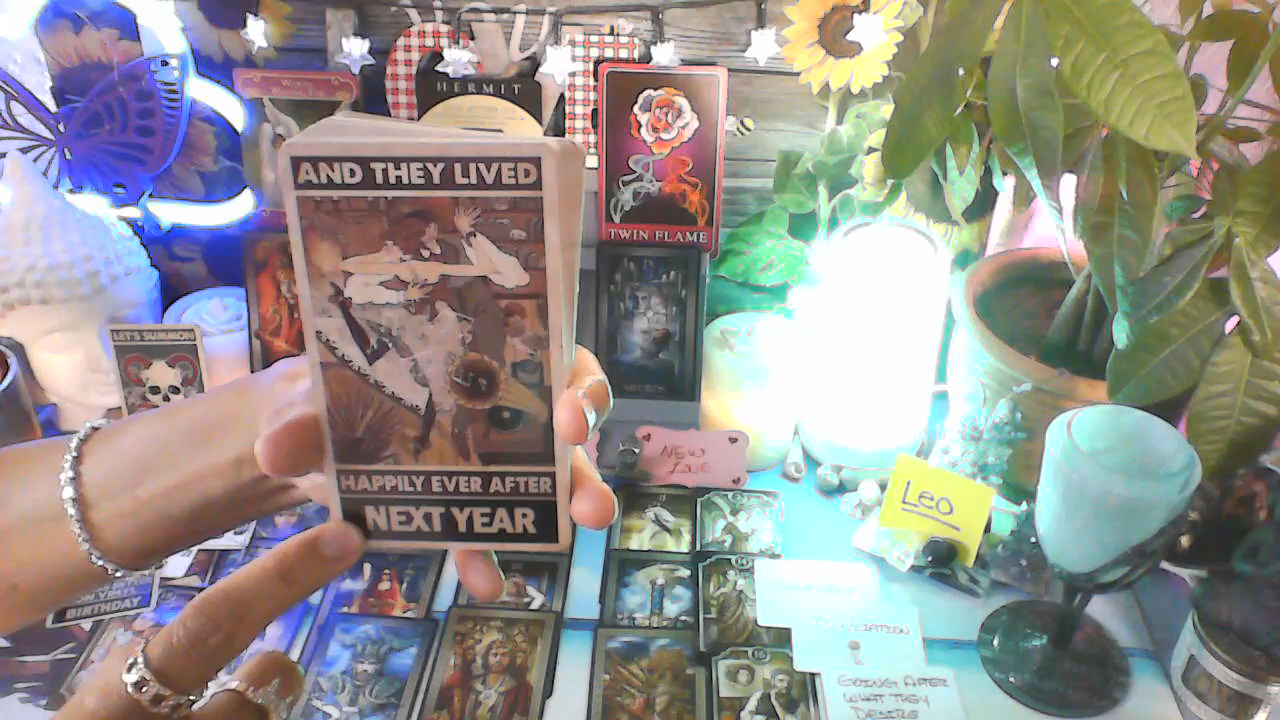 HERMIT
TWIN FLAME
AND THEY LIVED
HAPPILY EVER AFTER
NEXT YEAR
LET'S SUMMON
NEW
LOVE
Leo
BIRTHDAY
GOING AFTER
WHAT THEY
DESIRE